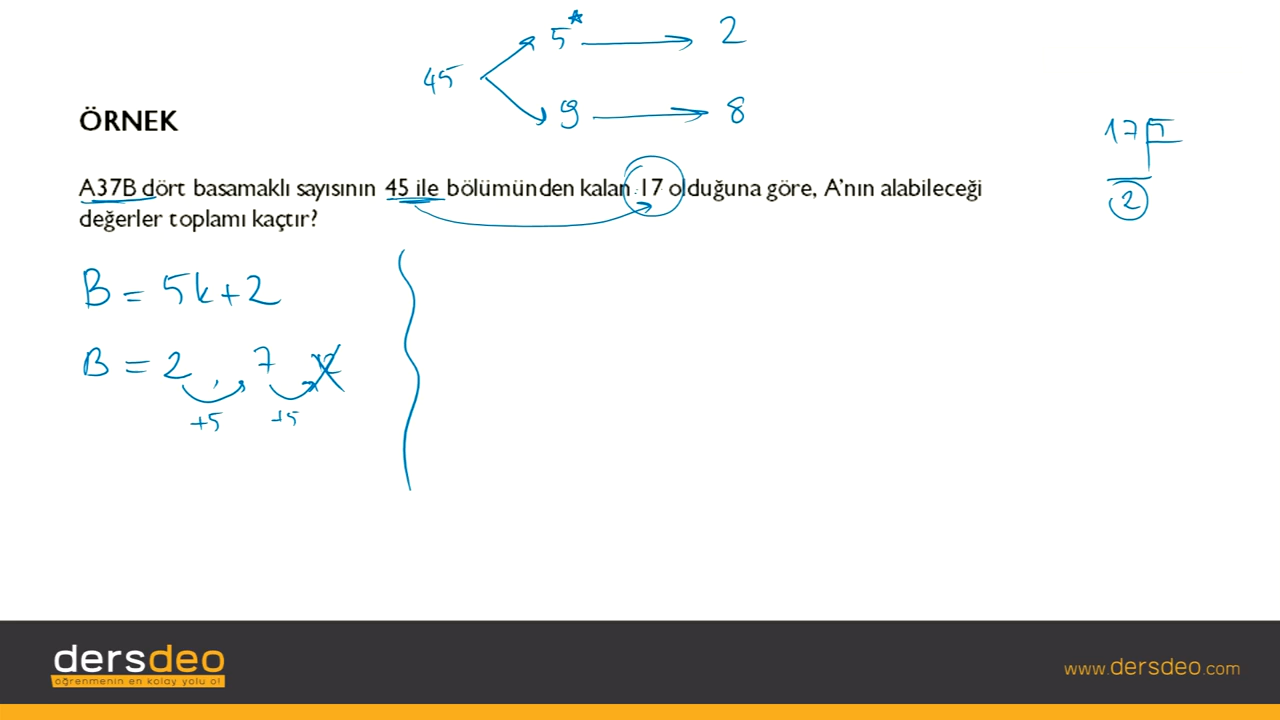 5* → 2
45
9 → 8
ÖRNEK
17 5
2
A37B dört basamaklı sayısının 45 ile bölümünden kalan 17 olduğuna göre, A'nın alabileceği
değerler toplamı kaçtır?
B = 5k+2
B = 2, 7
+5 +5
dersdeo
öğrenmenin en kolay yolu o!
www.dersdeo.com